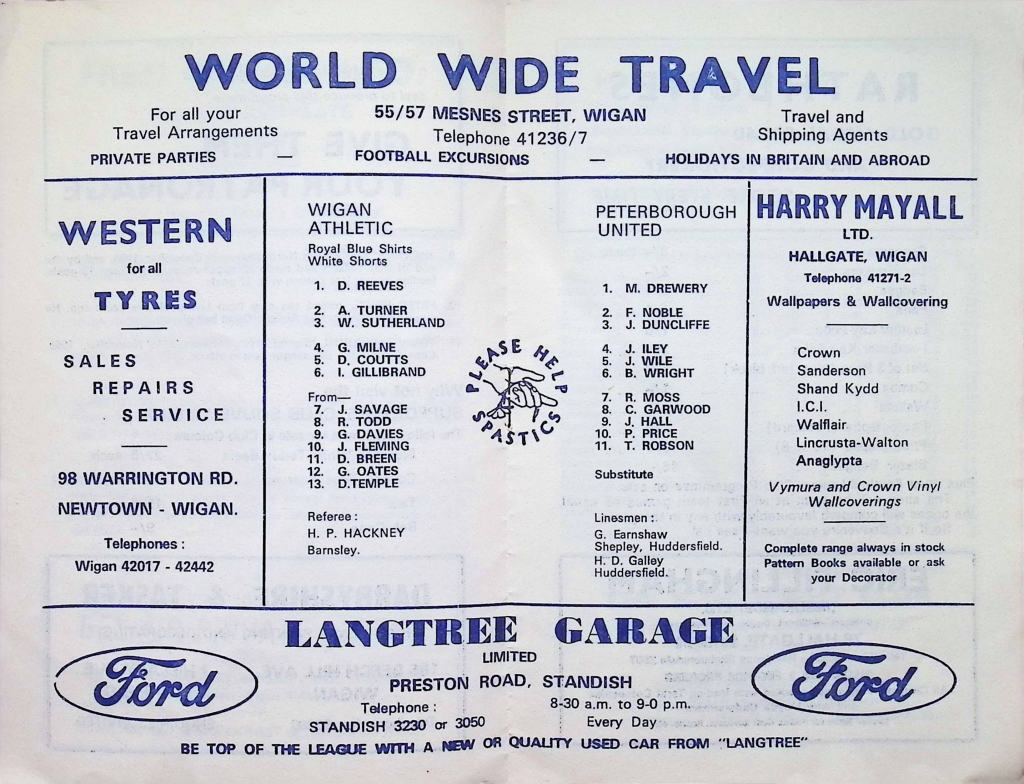 WORLD WIDE TRAVEL
For all your
Travel Arrangements
55/57 MESNES STREET, WIGAN
Telephone 41236/7
Travel and
Shipping Agents
PRIVATE PARTIES — FOOTBALL EXCURSIONS — HOLIDAYS IN BRITAIN AND ABROAD
WESTERN
for all
TYRES
SALES
REPAIRS
SERVICE
98 WARRINGTON RD.
NEWTOWN - WIGAN.
Telephones :
Wigan 42017 - 42442
WIGAN
ATHLETIC
Royal Blue Shirts
White Shorts
1. D. REEVES
2. A. TURNER
3. W. SUTHERLAND
4. G. MILNE
5. D. COUTTS
6. I. GILLIBRAND
From—
7. J. SAVAGE
8. R. TODD
9. G. DAVIES
10. J. FLEMING
11. D. BREEN
12. G. OATES
13. D.TEMPLE
Referee :
H. P. HACKNEY
Barnsley.
PLEASE HELP
SPASTICS
PETERBOROUGH
UNITED
1. M. DREWERY
2. F. NOBLE
3. J. DUNCLIFFE
4. J. ILEY
5. J. WILE
6. B. WRIGHT
7. R. MOSS
8. C. GARWOOD
9. J. HALL
10. P. PRICE
11. T. ROBSON
Substitute
Linesmen :
G. Earnshaw
Shepley, Huddersfield.
H. D. Galley
Huddersfield.
HARRY MAYALL
LTD.
HALLGATE, WIGAN
Telephone 41271-2
Wallpapers & Wallcovering
Crown
Sanderson
Shand Kydd
I.C.I.
Walflair
Lincrusta-Walton
Anaglypta
Vymura and Crown Vinyl
Wallcoverings
Complete range always in stock
Pattern Books available or ask
your Decorator
LANGTREE GARAGE
LIMITED
Ford
PRESTON ROAD, STANDISH
Telephone :
STANDISH 3230 or 3050
8-30 a.m. to 9-0 p.m.
Every Day
Ford
BE TOP OF THE LEAGUE WITH A NEW OR QUALITY USED CAR FROM "LANGTREE"